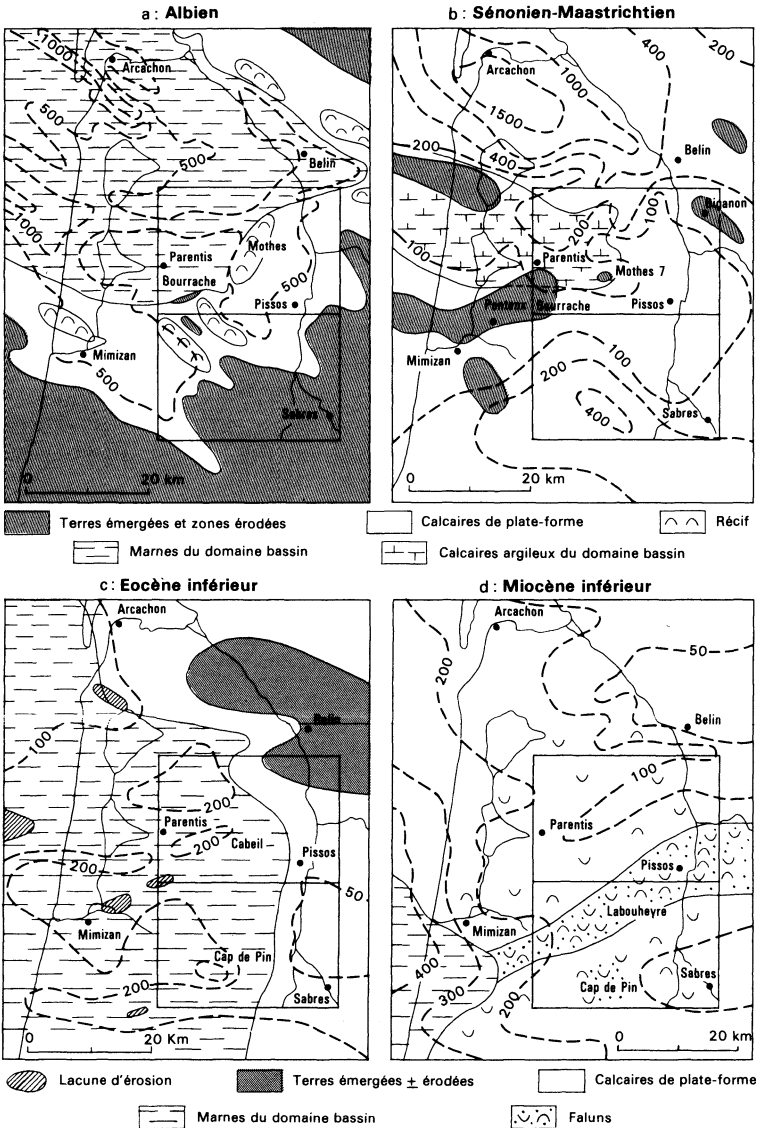 a: Albien
1000
Arcachon
500
500
Belin
1000
Mothes
Parentis
Bourrache
500
Pissos
Mimizan
500
Sabres
0 20 km
b: Sénonien-Maastrichtien
400
200
Arcachon
1000
1500
200
400
Belin
100
200
100
Parentis
Mothes 7
Bourrache
Pissos
Mimizan
100
200
400
Sabres
0 20 km
Terres émergées et zones érodées
Calcaires de plate-forme
Récif
Marnes du domaine bassin
Calcaires argileux du domaine bassin
c: Eocène inférieur
Arcachon
Belin
100
200
Parentis
200
Cabeil
200
Pissos
50
Mimizan
Cap de Pin
200
Sabres
0 20 Km
d: Miocène inférieur
Arcachon
200
50
Belin
100
Parentis
Pissos
Labouheyre
Mimizan
400
300
200
Cap de Pin
Sabres
0 20 km
Lacune d'érosion
Terres émergées ± érodées
Calcaires de plate-forme
Marnes du domaine bassin
Faluns